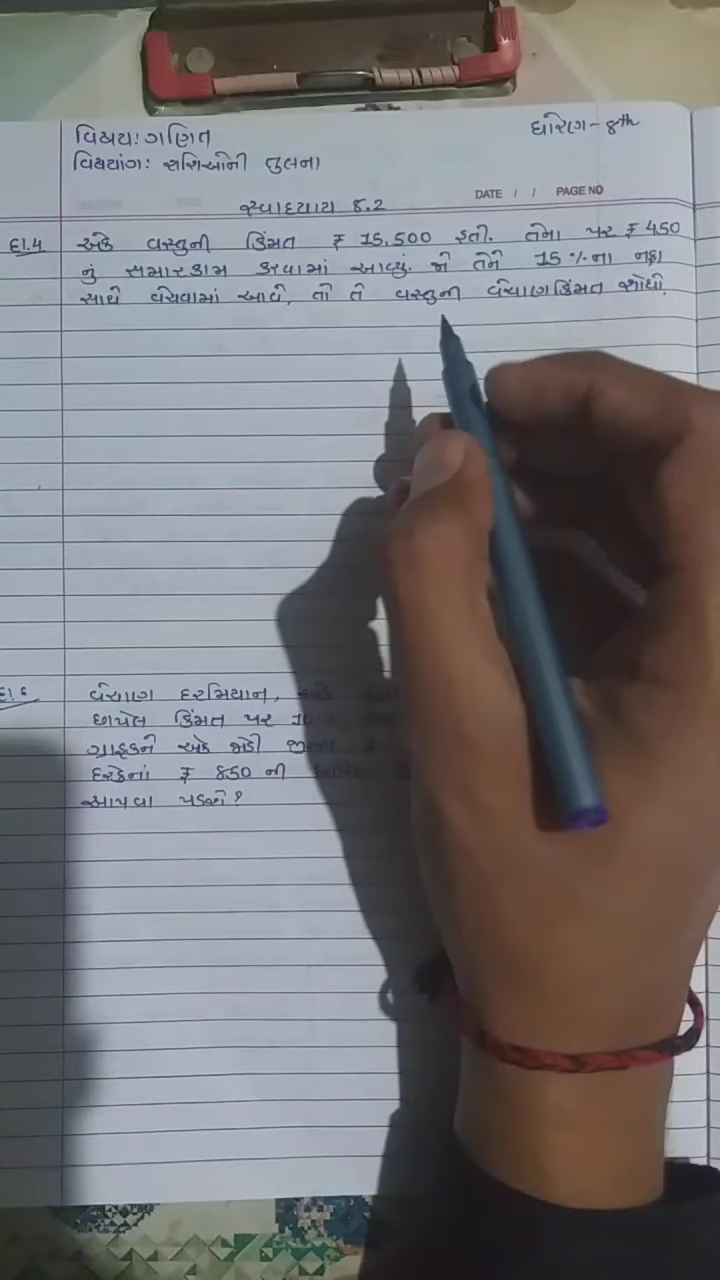 વિષય: ગણિત
ધોરણ - 8th
વિષયાંગ: રાશિઓની તુલના
DATE / / PAGE NO
સ્વાધ્યાય 8.2
દા.4 એક વસ્તુની કિંમત ₹ 15,500 હતી. તેના પર ₹ 450
નું સમારકામ કરવામાં આવ્યું. જો તેને 15 % ના નફા
સાથે વેચવામાં આવે, તો તે વસ્તુની વેચાણકિંમત શોધો.
દા.6 વેચાણ દરમિયાન,
છાપેલ કિંમત પર 10
ગ્રાહકને એક જોડી જીન્સ
દરેકનાં ₹ 850 ની
આપવા પડશે?